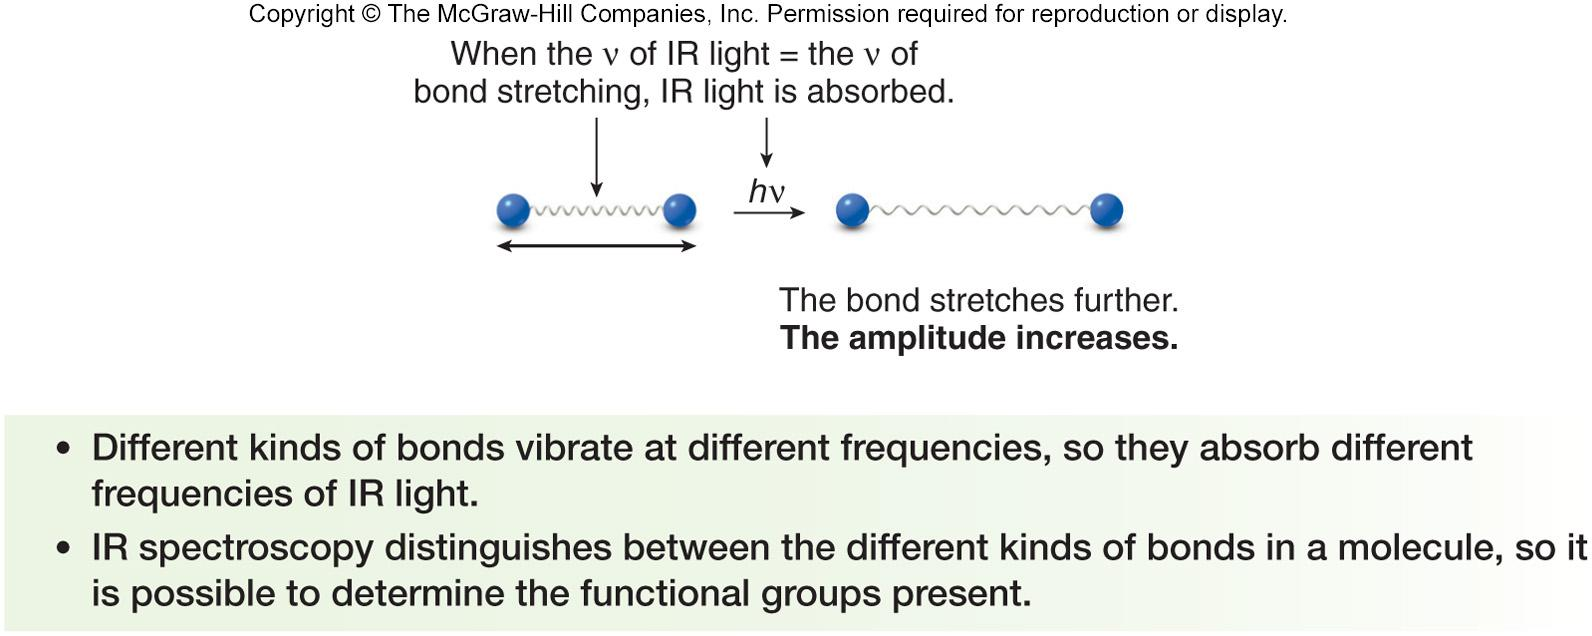 Copyright © The McGraw-Hill Companies, Inc. Permission required for reproduction or display.
When the ν of IR light = the ν of
bond stretching, IR light is absorbed.
hν
The bond stretches further.
The amplitude increases.
• Different kinds of bonds vibrate at different frequencies, so they absorb different
frequencies of IR light.
• IR spectroscopy distinguishes between the different kinds of bonds in a molecule, so it
is possible to determine the functional groups present.